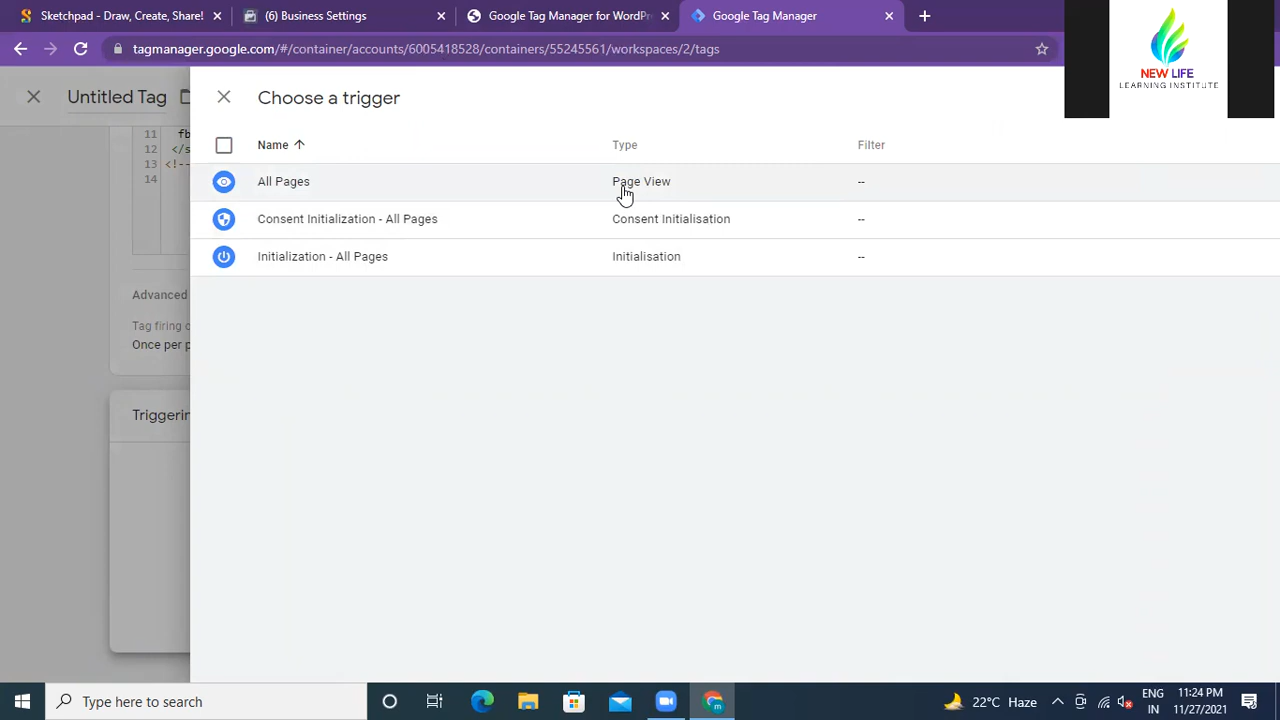 Sketchpad - Draw, Create, Share!
(6) Business Settings
Google Tag Manager for WordPr
Google Tag Manager
tagmanager.google.com/#/container/accounts/6005418528/containers/55245561/workspaces/2/tags
NEW LIFE
LEARNING INSTITUTE
Untitled Tag
Choose a trigger
Name
Type
Filter
All Pages
Page View
--
Consent Initialization - All Pages
Consent Initialisation
--
Initialization - All Pages
Initialisation
--
11 fb
12 </s
13 <!--
14
Advanced
Tag firing o
Once per p
Triggerin
Type here to search
22°C Haze
ENG
IN
11:24 PM
11/27/2021